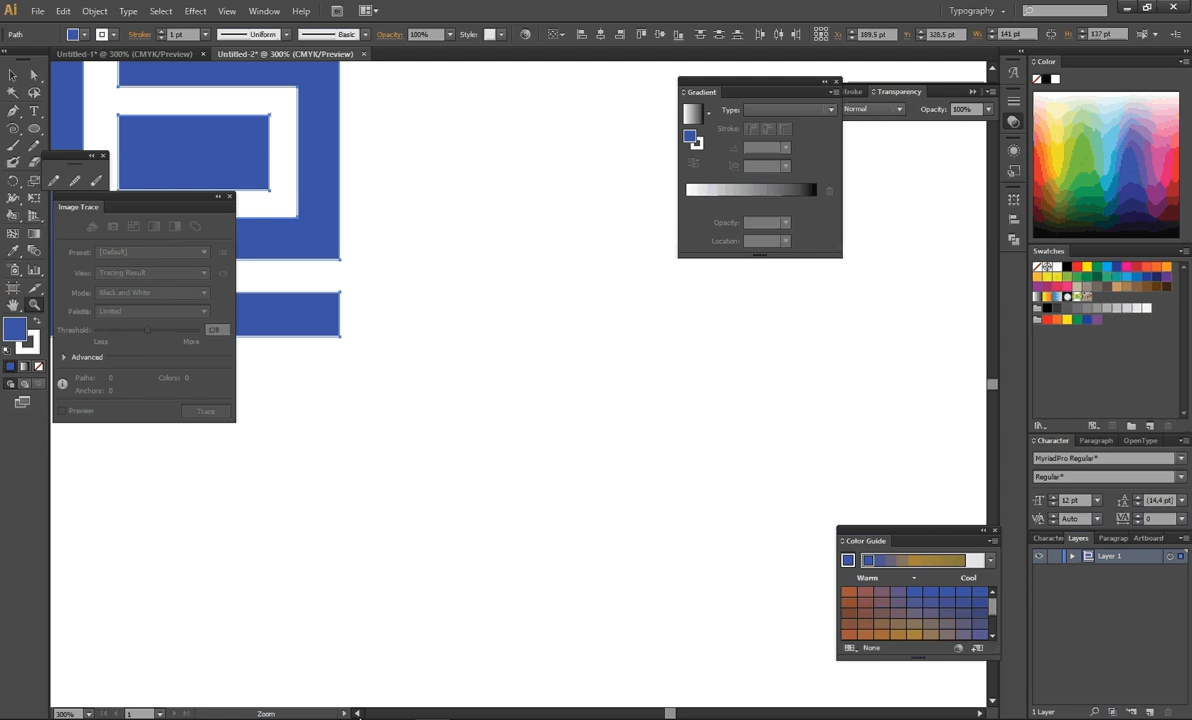 Ai File Edit Object Type Select Effect View Window Help Br Typography
Path Stroke: 1 pt Uniform Basic Opacity: 100% Style: X: 189,5 pt Y: 328,5 pt W: 141 pt H: 137 pt
Untitled-1* @ 300% (CMYK/Preview) × Untitled-2* @ 300% (CMYK/Preview) ×
Image Trace
Preset: [Default]
View: Tracing Result
Mode: Black and White
Palette: Limited
Threshold: 128
Less More
Advanced
Paths: 0 Colors: 0
Anchors: 0
Preview Trace
Gradient
Type:
Stroke:
Opacity:
Location:
Stroke Transparency
Normal Opacity: 100%
Color
Swatches
Color Guide
Warm Cool
None
Character Paragraph OpenType
MyriadPro Regular*
Regular*
12 pt (14,4 pt)
Auto 0
Character Layers Paragrap Artboard
Layer 1
1 Layer
300% 1 Zoom